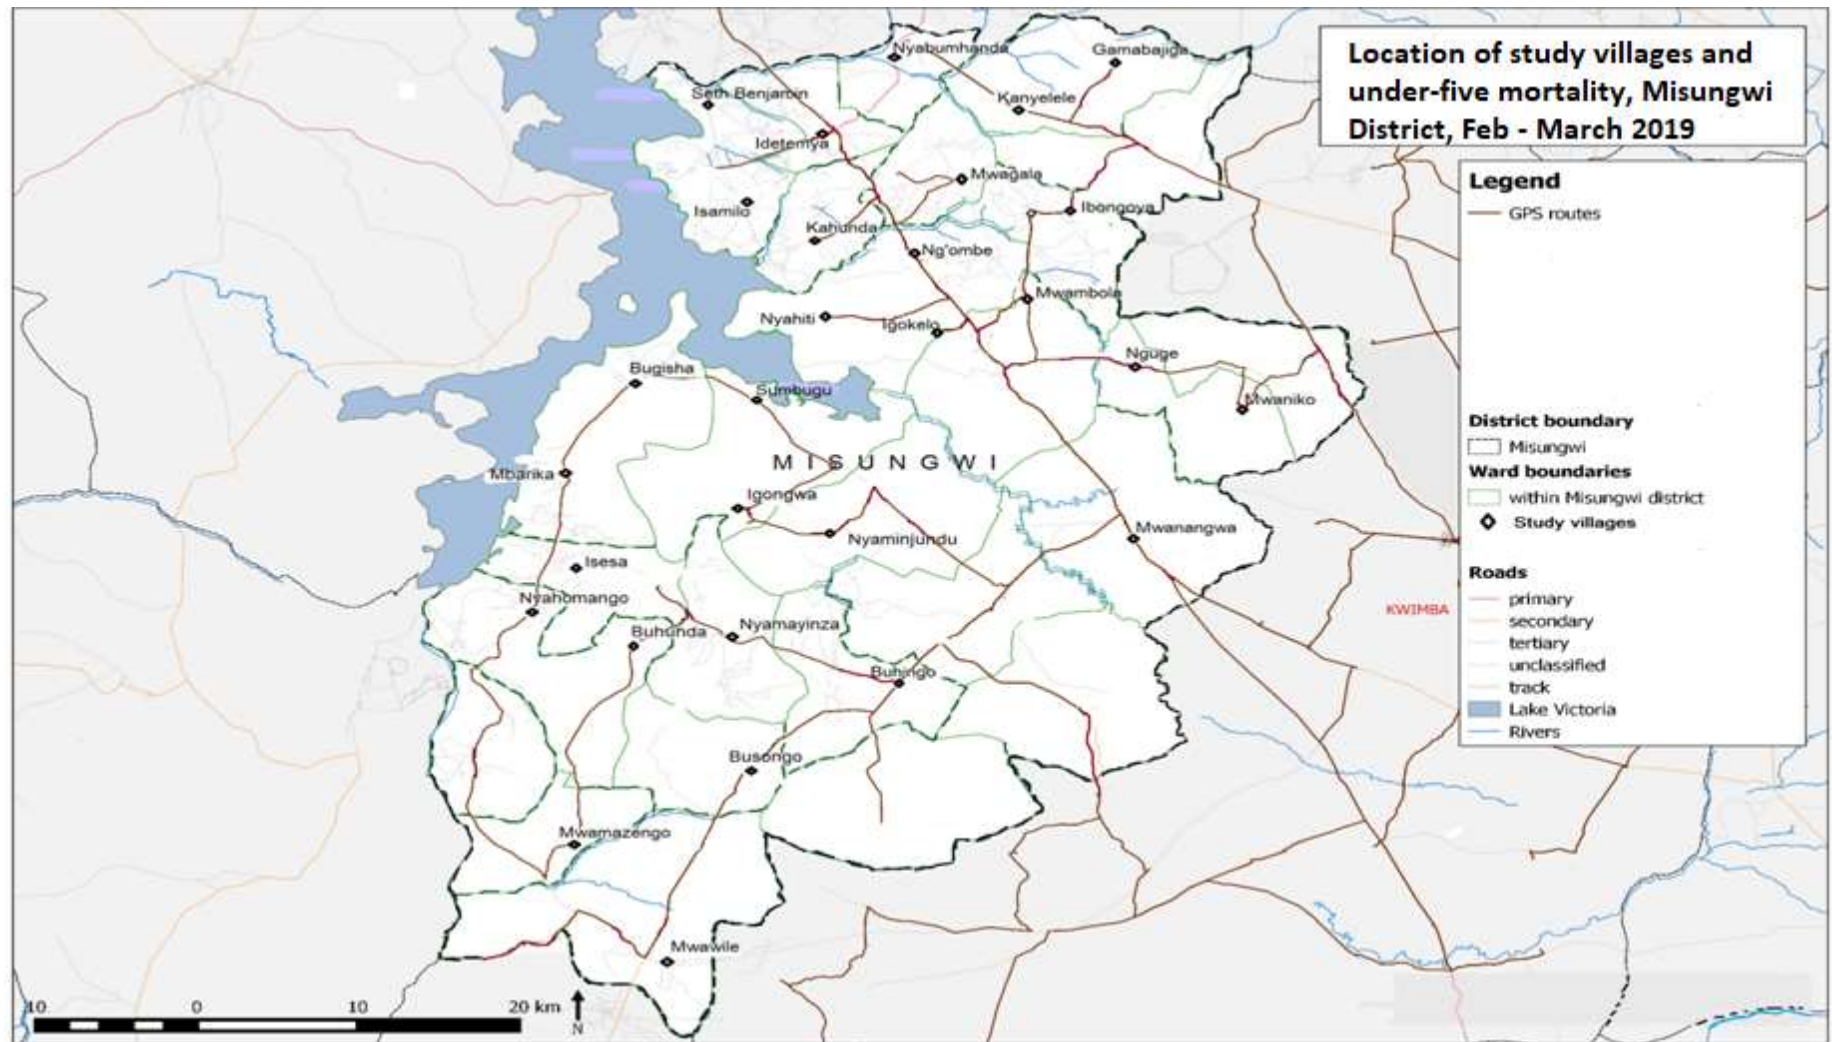 Location of study villages and
under-five mortality, Misungwi
District, Feb - March 2019
Legend
GPS routes
District boundary
Misungwi
Ward boundaries
within Misungwi district
Study villages
Roads
primary
secondary
tertiary
unclassified
track
Lake Victoria
Rivers
Nyabumhanda
Gamabajiga
Seth Benjamin
Kanyelele
Idetemya
Mwagala
Isamilo
Ibongoya
Kahunda
Ng'ombe
Mwambola
Nyahiti
Igokelo
Nguge
Bugisha
Sumbugu
Mwaniko
MISUNGWI
Mbarika
Igongwa
Nyaminjundu
Mwanangwa
Isesa
Nyahomango
KWIMBA
Buhunda
Nyamayinza
Buhingo
Busongo
Mwamazengo
Mwawile
10 0 10 20 km
N